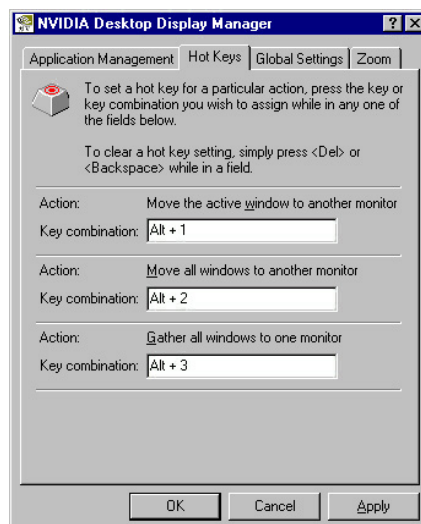 NVIDIA Desktop Display Manager
Application Management Hot Keys Global Settings Zoom
To set a hot key for a particular action, press the key or
key combination you wish to assign while in any one of
the fields below.
To clear a hot key setting, simply press <Del> or
<Backspace> while in a field.
Action: Move the active window to another monitor
Key combination: Alt + 1
Action: Move all windows to another monitor
Key combination: Alt + 2
Action: Gather all windows to one monitor
Key combination: Alt + 3
OK Cancel Apply